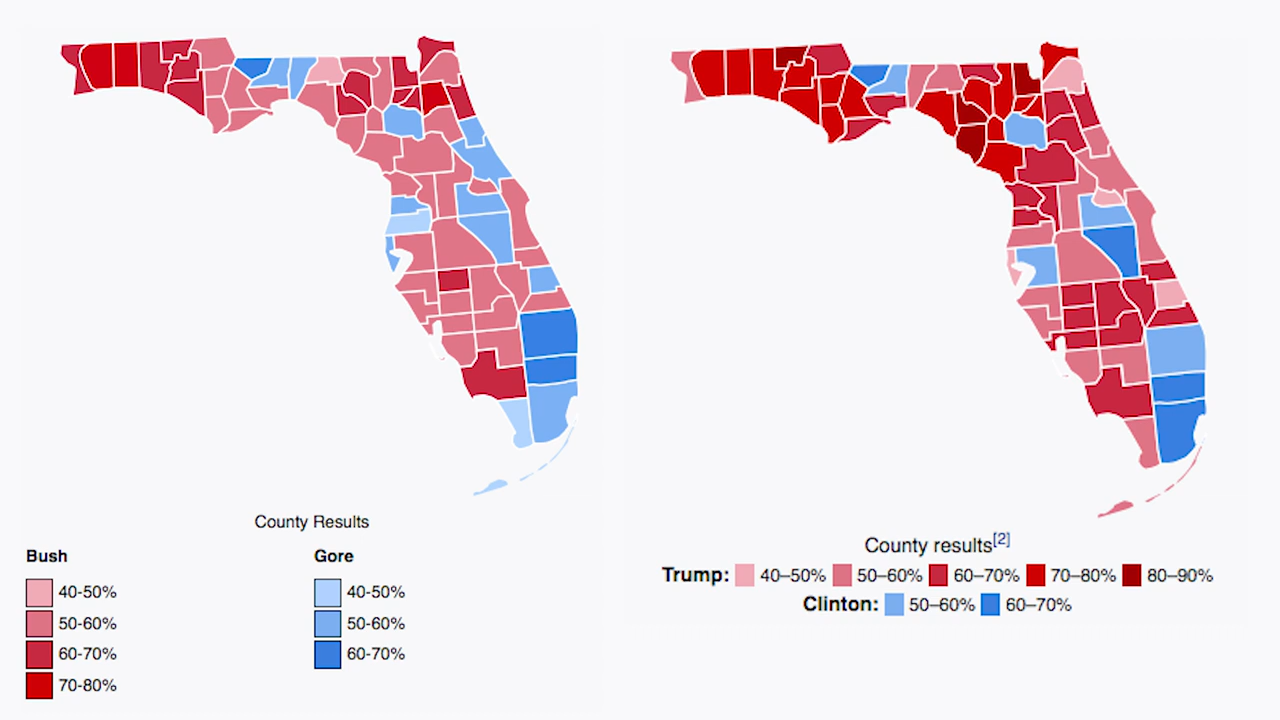 County Results
Bush
Gore
40-50%
40-50%
50-60%
50-60%
60-70%
60-70%
70-80%
County results[2]
Trump: 40–50% 50–60% 60–70% 70–80% 80–90%
Clinton: 50–60% 60–70%